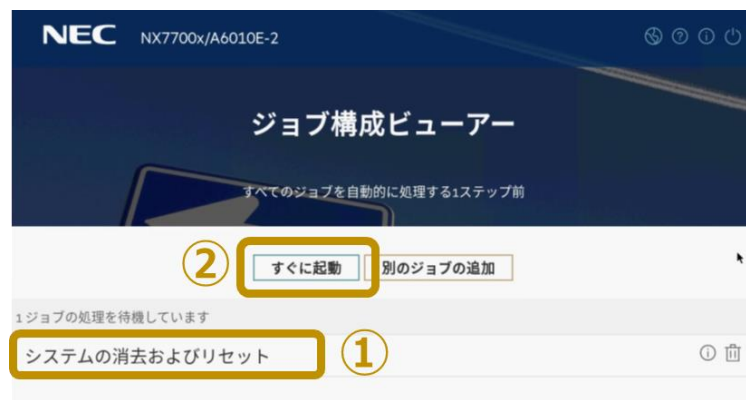 NEC NX7700x/A6010E-2
ジョブ構成ビューアー
すべてのジョブを自動的に処理する1ステップ前
② すぐに起動 別のジョブの追加
1 ジョブの処理を待機しています
システムの消去およびリセット ①